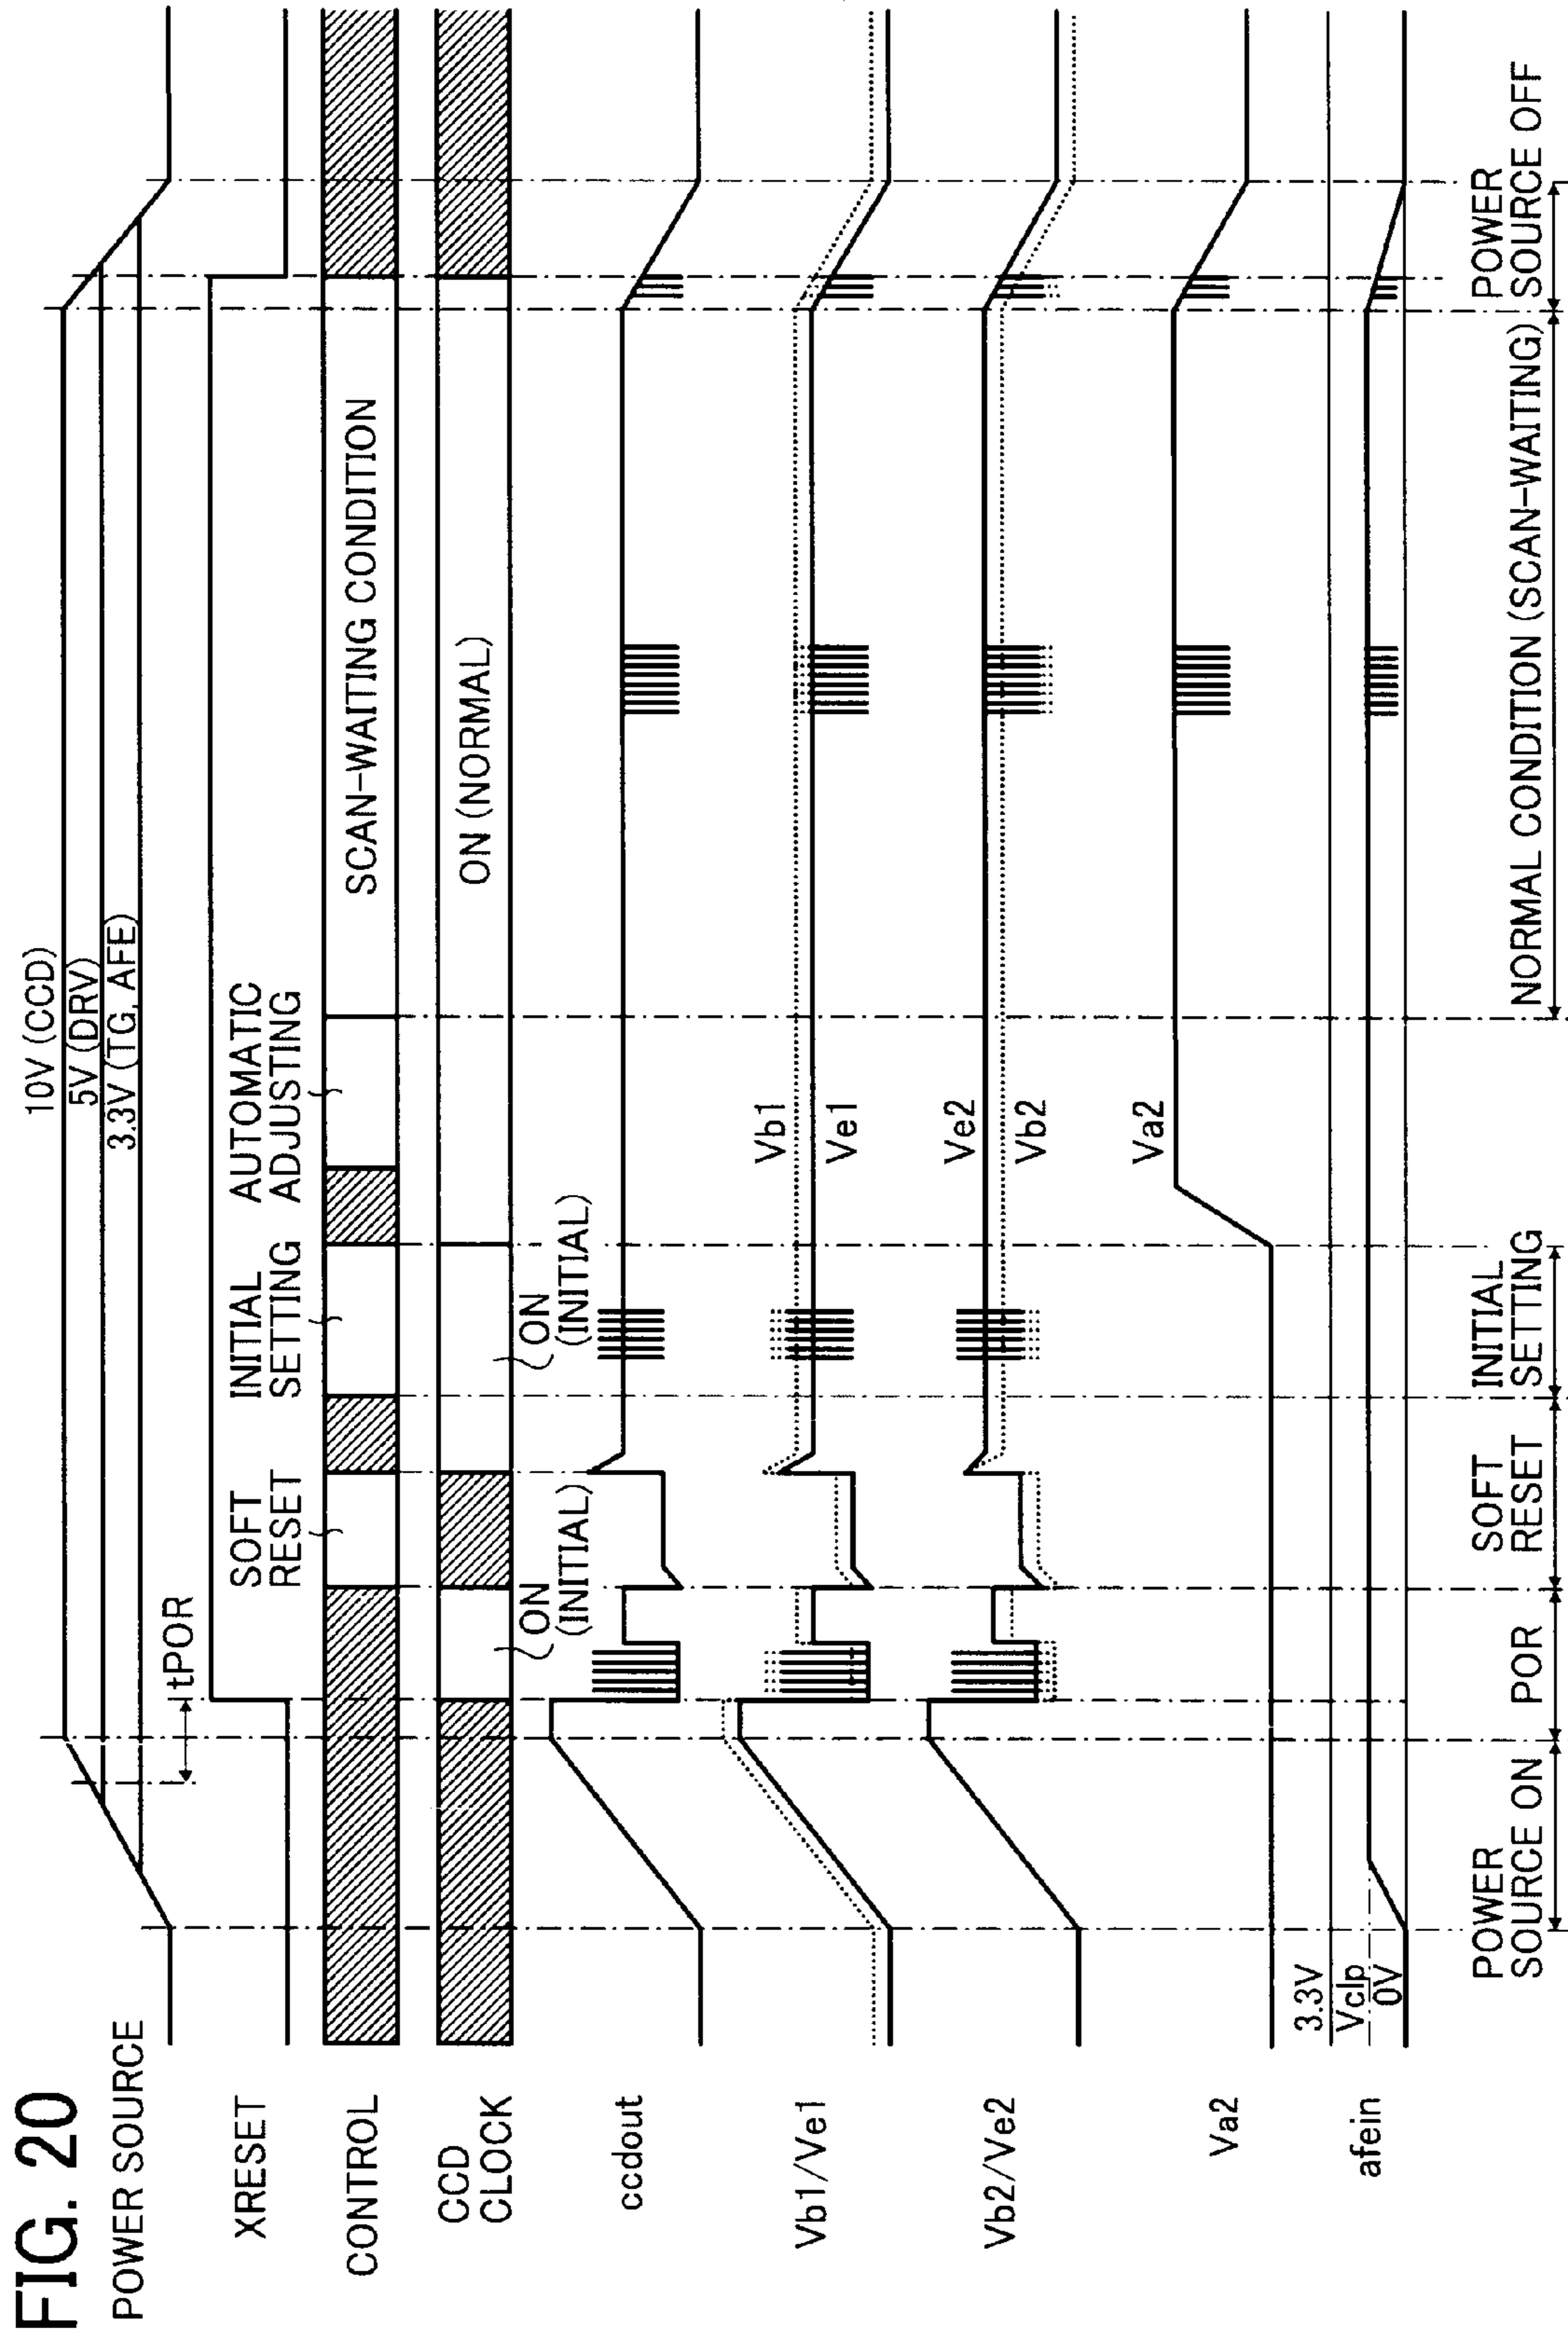 FIG. 20
POWER SOURCE
10V (CCD)
5V (DRV)
3.3V (TG, AFE)
tPOR
XRESET
SOFT
RESET
INITIAL
SETTING
AUTOMATIC
ADJUSTING
CONTROL
SCAN-WAITING CONDITION
CCD
CLOCK
ON (NORMAL)
ON
(INITIAL)
ON
(INITIAL)
ccdout
Vb1/Ve1
Vb1
Ve1
Vb2/Ve2
Ve2
Vb2
Va2
Va2
afein
3.3V
Vclp
0V
POWER
SOURCE ON
POR
SOFT
RESET
INITIAL
SETTING
NORMAL CONDITION (SCAN-WAITING)
POWER
SOURCE OFF